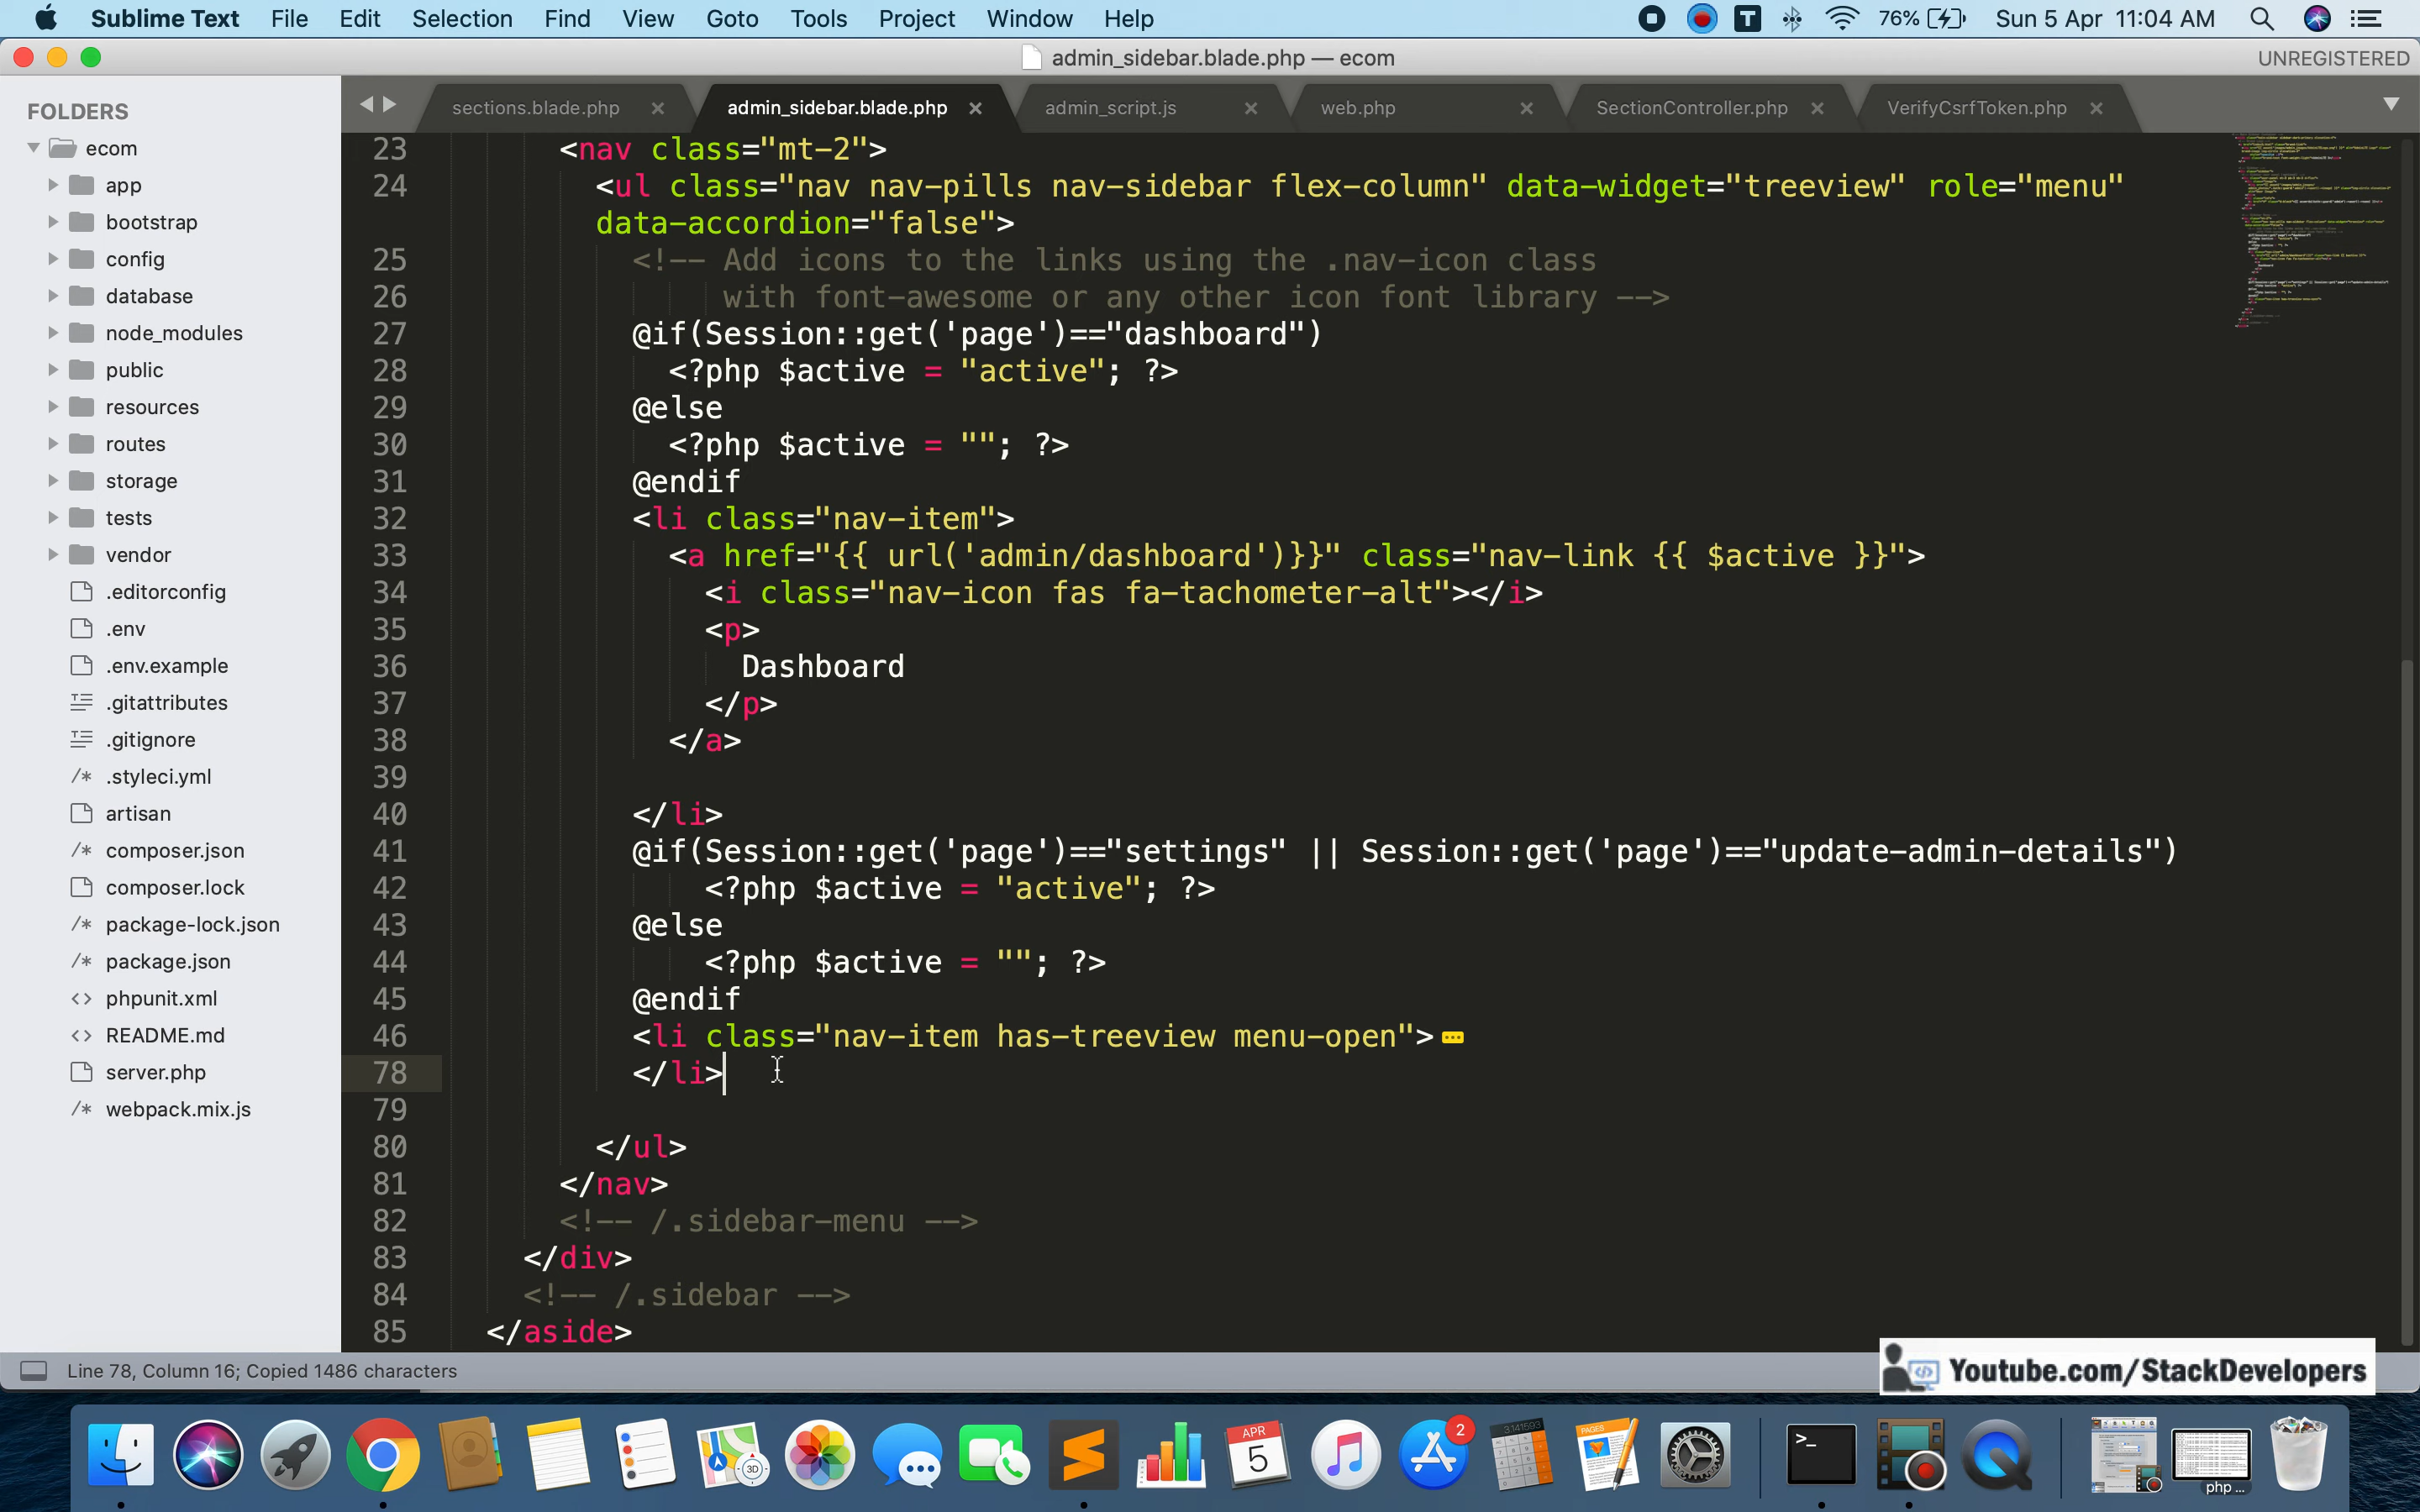 Sublime Text File Edit Selection Find View Goto Tools Project Window Help 76% Sun 5 Apr 11:04 AM
admin_sidebar.blade.php — ecom UNREGISTERED
FOLDERS
ecom
app
bootstrap
config
database
node_modules
public
resources
routes
storage
tests
vendor
.editorconfig
.env
.env.example
.gitattributes
.gitignore
/* .styleci.yml
artisan
/* composer.json
composer.lock
/* package-lock.json
/* package.json
<> phpunit.xml
<> README.md
server.php
/* webpack.mix.js
sections.blade.php × admin_sidebar.blade.php × admin_script.js × web.php × SectionController.php × VerifyCsrfToken.php ×
23 <nav class="mt-2">
24 <ul class="nav nav-pills nav-sidebar flex-column" data-widget="treeview" role="menu"
data-accordion="false">
25 <!-- Add icons to the links using the .nav-icon class
26 with font-awesome or any other icon font library -->
27 @if(Session::get('page')=="dashboard")
28 <?php $active = "active"; ?>
29 @else
30 <?php $active = ""; ?>
31 @endif
32 <li class="nav-item">
33 <a href="{{ url('admin/dashboard')}}" class="nav-link {{ $active }}">
34 <i class="nav-icon fas fa-tachometer-alt"></i>
35 <p>
36 Dashboard
37 </p>
38 </a>
39
40 </li>
41 @if(Session::get('page')=="settings" || Session::get('page')=="update-admin-details")
42 <?php $active = "active"; ?>
43 @else
44 <?php $active = ""; ?>
45 @endif
46 <li class="nav-item has-treeview menu-open">
78 </li>
79
80 </ul>
81 </nav>
82 <!-- /.sidebar-menu -->
83 </div>
84 <!-- /.sidebar -->
85 </aside>
Line 78, Column 16; Copied 1486 characters
Youtube.com/StackDevelopers
3D
APR
5
2
3.141593
PAGES
>_
php ...